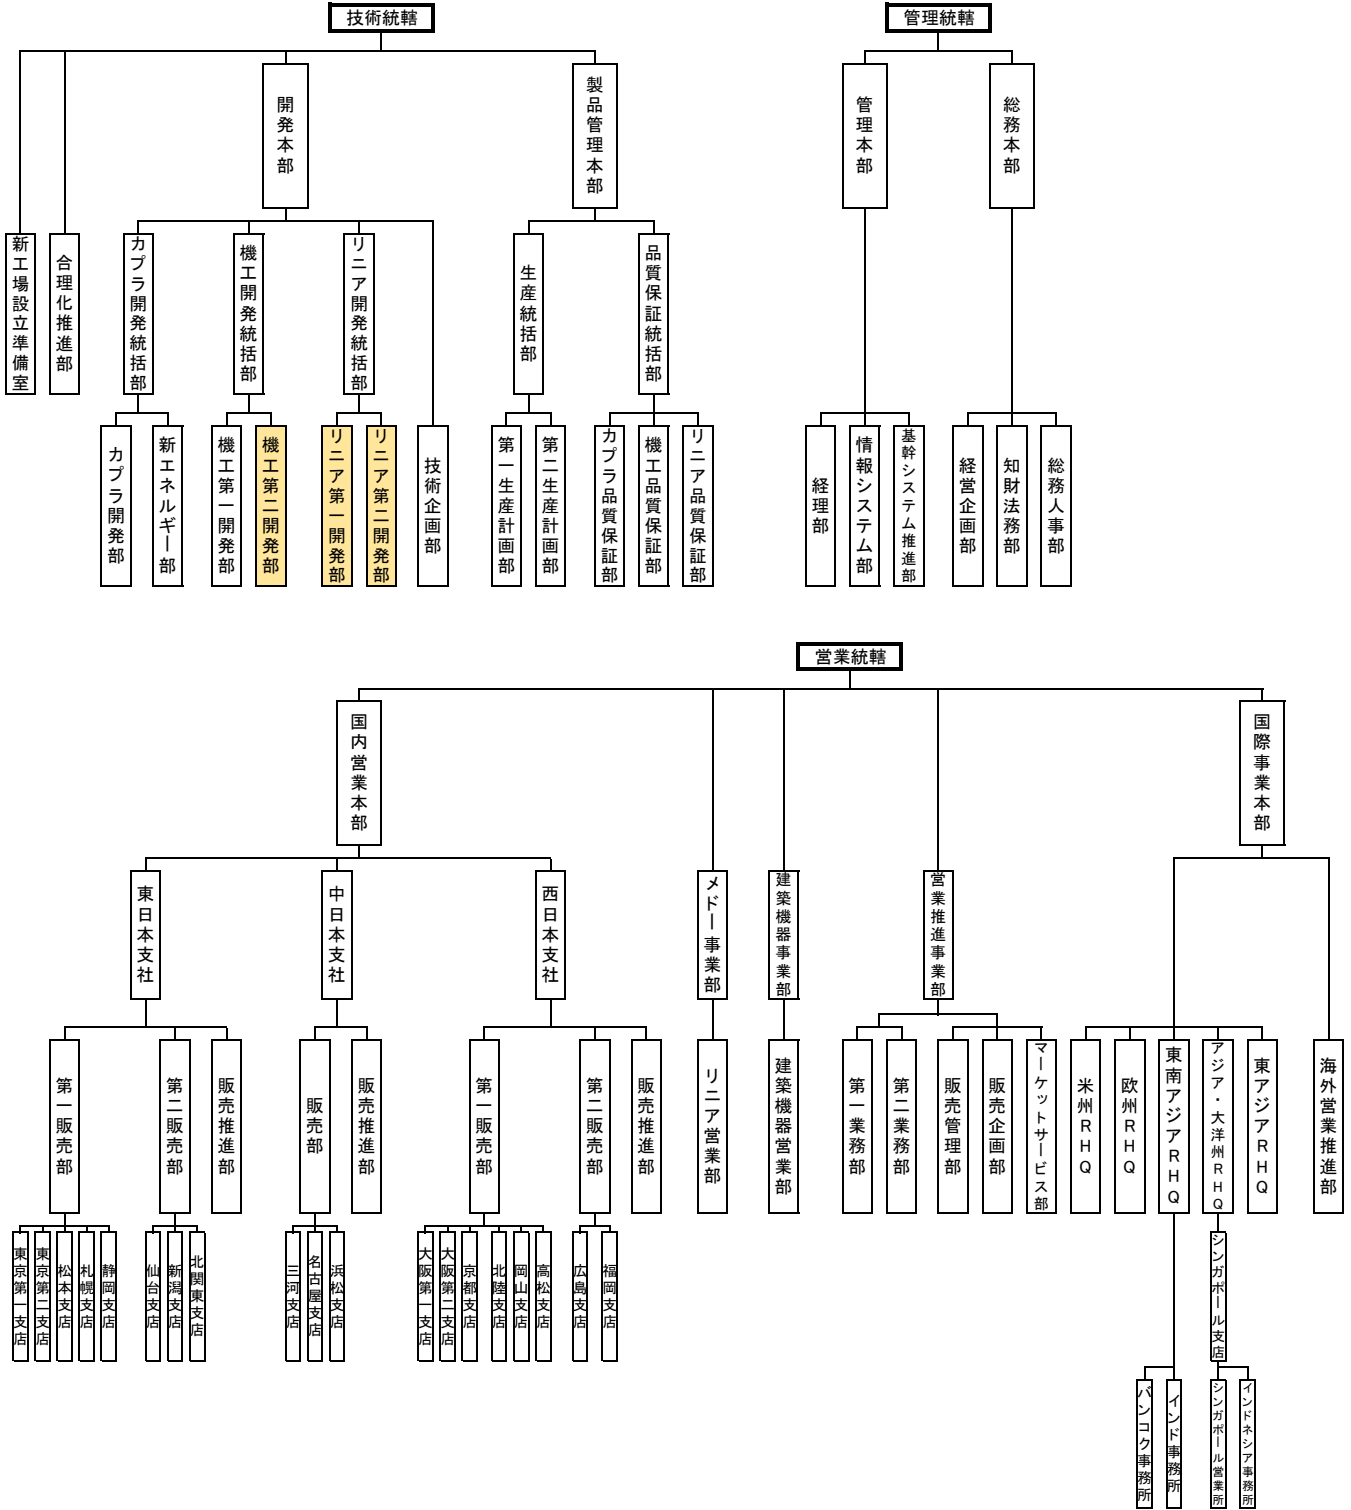 技術統轄
管理統轄
開発本部
製品管理本部
管理本部
総務本部
新工場設立準備室
合理化推進部
カプラ開発統括部
機工開発統括部
リニア開発統括部
生産統括部
品質保証統括部
カプラ開発部
新エネルギー部
機工第一開発部
機工第二開発部
リニア第一開発部
リニア第二開発部
技術企画部
第一生産計画部
第二生産計画部
カプラ品質保証部
機工品質保証部
リニア品質保証部
経理部
情報システム部
基幹システム推進部
経営企画部
知財法務部
総務人事部
営業統轄
国内営業本部
国際事業本部
東日本支社
中日本支社
西日本支社
メドー事業部
建築機器事業部
営業推進事業部
第一販売部
第二販売部
販売推進部
販売部
販売推進部
第一販売部
第二販売部
販売推進部
リニア営業部
建築機器営業部
第一業務部
第二業務部
販売管理部
販売企画部
マーケットサービス部
米州RHQ
欧州RHQ
東南アジアRHQ
アジア・大洋州RHQ
東アジアRHQ
海外営業推進部
東京第一支店
東京第二支店
松本支店
札幌支店
静岡支店
仙台支店
新潟支店
北関東支店
三河支店
名古屋支店
浜松支店
大阪第一支店
大阪第二支店
京都支店
北陸支店
岡山支店
高松支店
広島支店
福岡支店
シンガポール支店
バンコク事務所
インド事務所
シンガポール営業所
インドネシア事務所